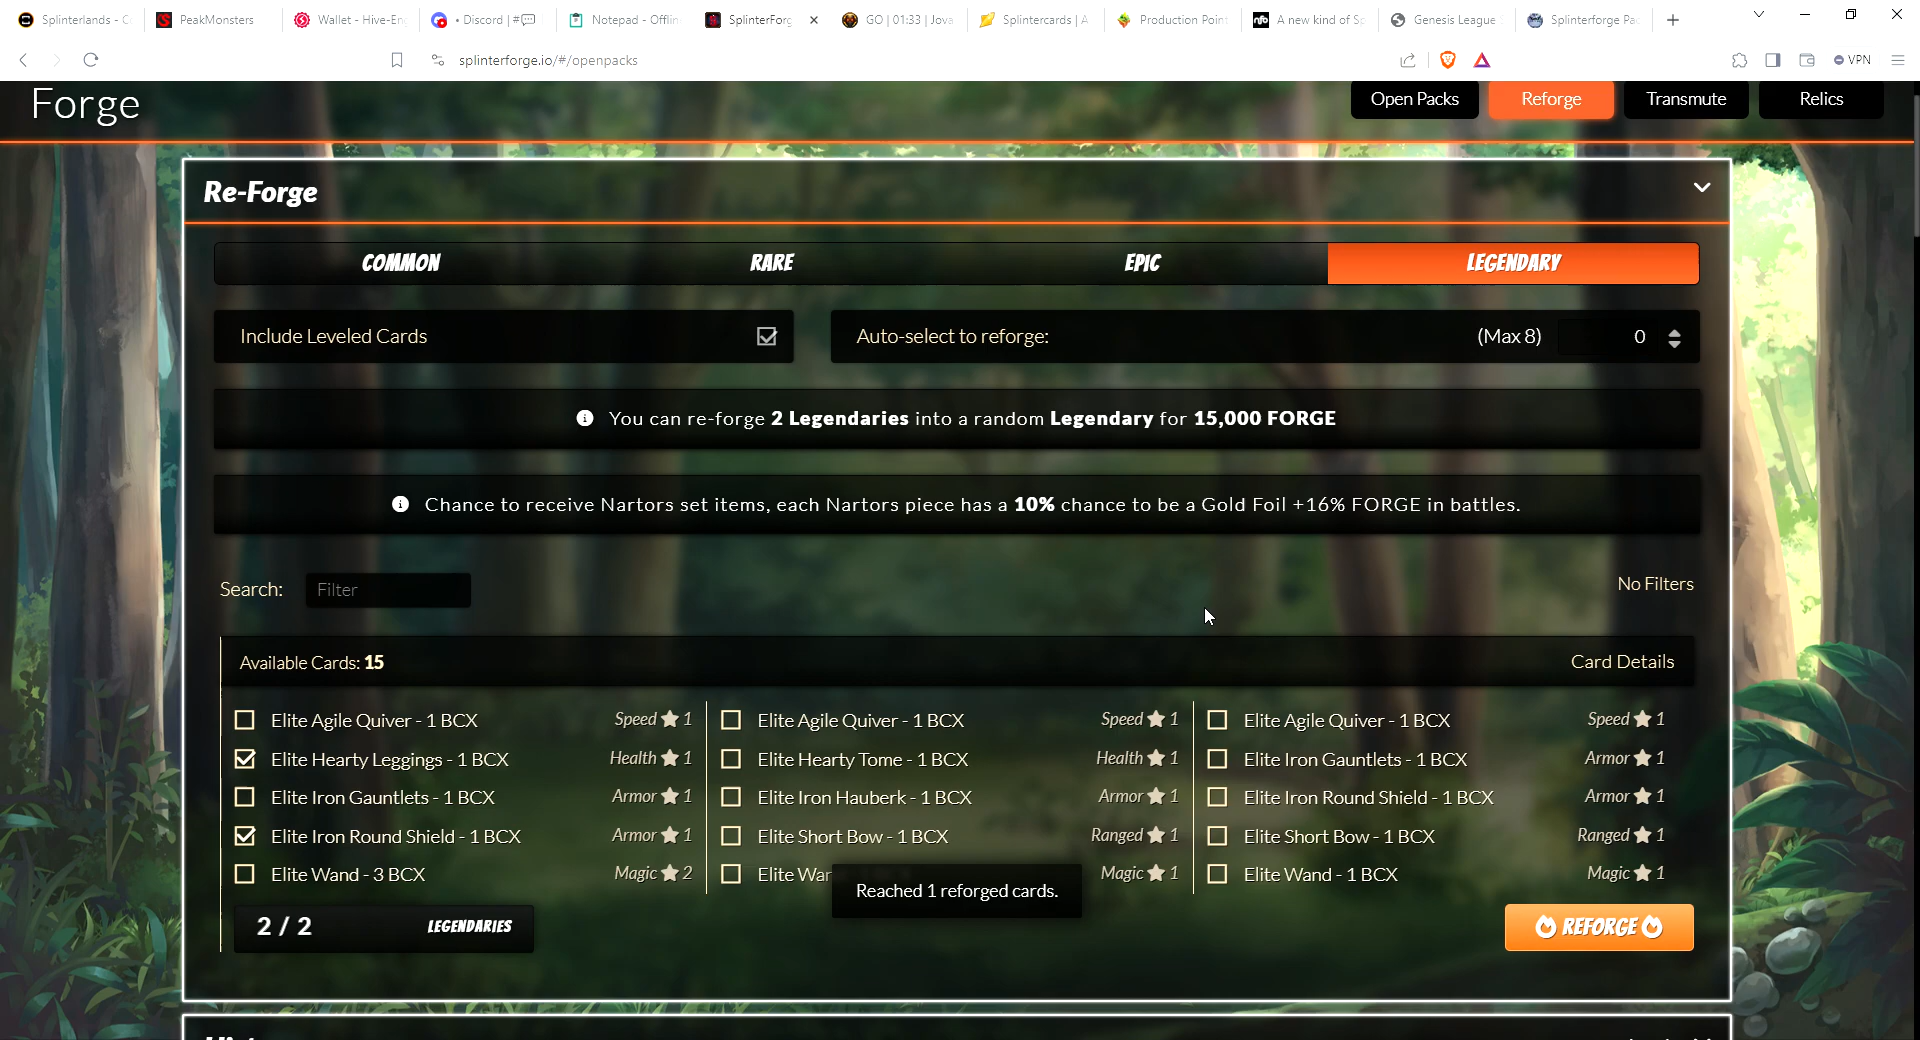 Splinterlands - Co
PeakMonsters
Wallet - Hive-Eng
• Discord | #
Notepad - Offlin
SplinterForg
GO | 01:33 | Jova
Splintercards | A
Production Point
A new kind of Sp
Genesis League S
Splinterforge Pac
splinterforge.io/#/openpacks
VPN
Forge
Open Packs
Reforge
Transmute
Relics
Re-Forge
COMMON
RARE
EPIC
LEGENDARY
Include Leveled Cards
Auto-select to reforge:
(Max 8)
0
You can re-forge 2 Legendaries into a random Legendary for 15,000 FORGE
Chance to receive Nartors set items, each Nartors piece has a 10% chance to be a Gold Foil +16% FORGE in battles.
Search:
Filter
No Filters
Available Cards: 15
Card Details
Elite Agile Quiver - 1 BCX Speed ★ 1
Elite Agile Quiver - 1 BCX Speed ★ 1
Elite Agile Quiver - 1 BCX Speed ★ 1
Elite Hearty Leggings - 1 BCX Health ★ 1
Elite Hearty Tome - 1 BCX Health ★ 1
Elite Iron Gauntlets - 1 BCX Armor ★ 1
Elite Iron Gauntlets - 1 BCX Armor ★ 1
Elite Iron Hauberk - 1 BCX Armor ★ 1
Elite Iron Round Shield - 1 BCX Armor ★ 1
Elite Iron Round Shield - 1 BCX Armor ★ 1
Elite Short Bow - 1 BCX Ranged ★ 1
Elite Short Bow - 1 BCX Ranged ★ 1
Elite Wand - 3 BCX Magic ★ 2
Elite Wan Magic ★ 1
Elite Wand - 1 BCX Magic ★ 1
Reached 1 reforged cards.
2 / 2 LEGENDARIES
REFORGE